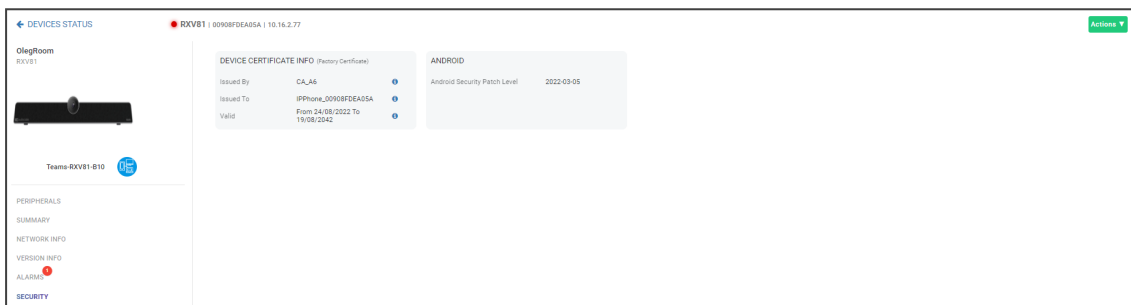 ← DEVICES STATUS
RXV81 | 00908FDEA05A | 10.16.2.77
Actions ▼
OlegRoom
RXV81
Teams-RXV81-B10
PERIPHERALS
SUMMARY
NETWORK INFO
VERSION INFO
ALARMS 1
SECURITY
DEVICE CERTIFICATE INFO (Factory Certificate)
Issued By CA_A6
Issued To IPPhone_00908FDEA05A
Valid From 24/08/2022 To
19/08/2042
ANDROID
Android Security Patch Level 2022-03-05